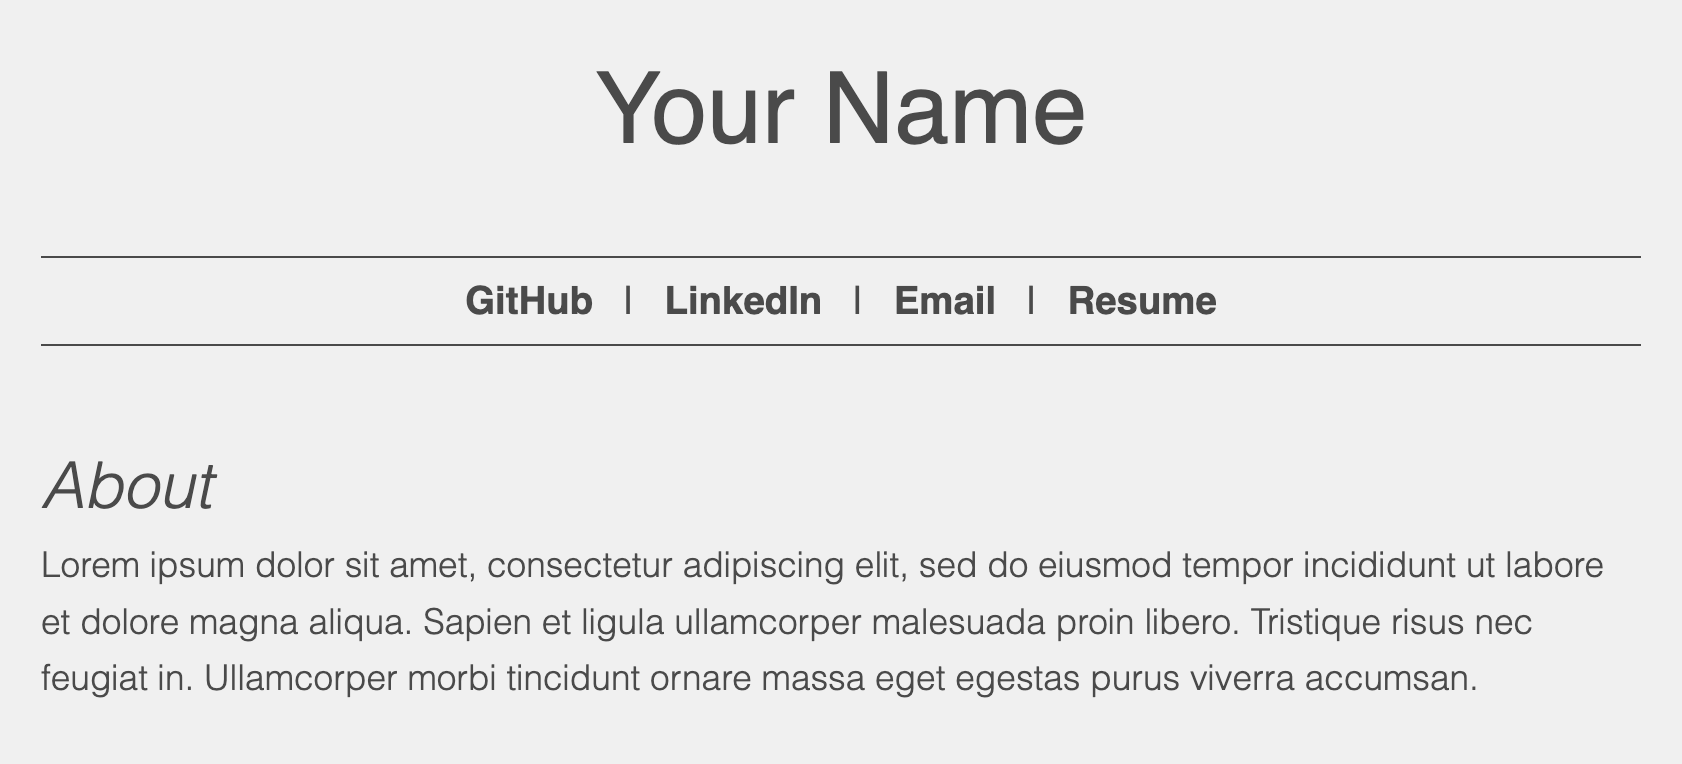 Your Name
GitHub | LinkedIn | Email | Resume
About
Lorem ipsum dolor sit amet, consectetur adipiscing elit, sed do eiusmod tempor incididunt ut labore
et dolore magna aliqua. Sapien et ligula ullamcorper malesuada proin libero. Tristique risus nec
feugiat in. Ullamcorper morbi tincidunt ornare massa eget egestas purus viverra accumsan.